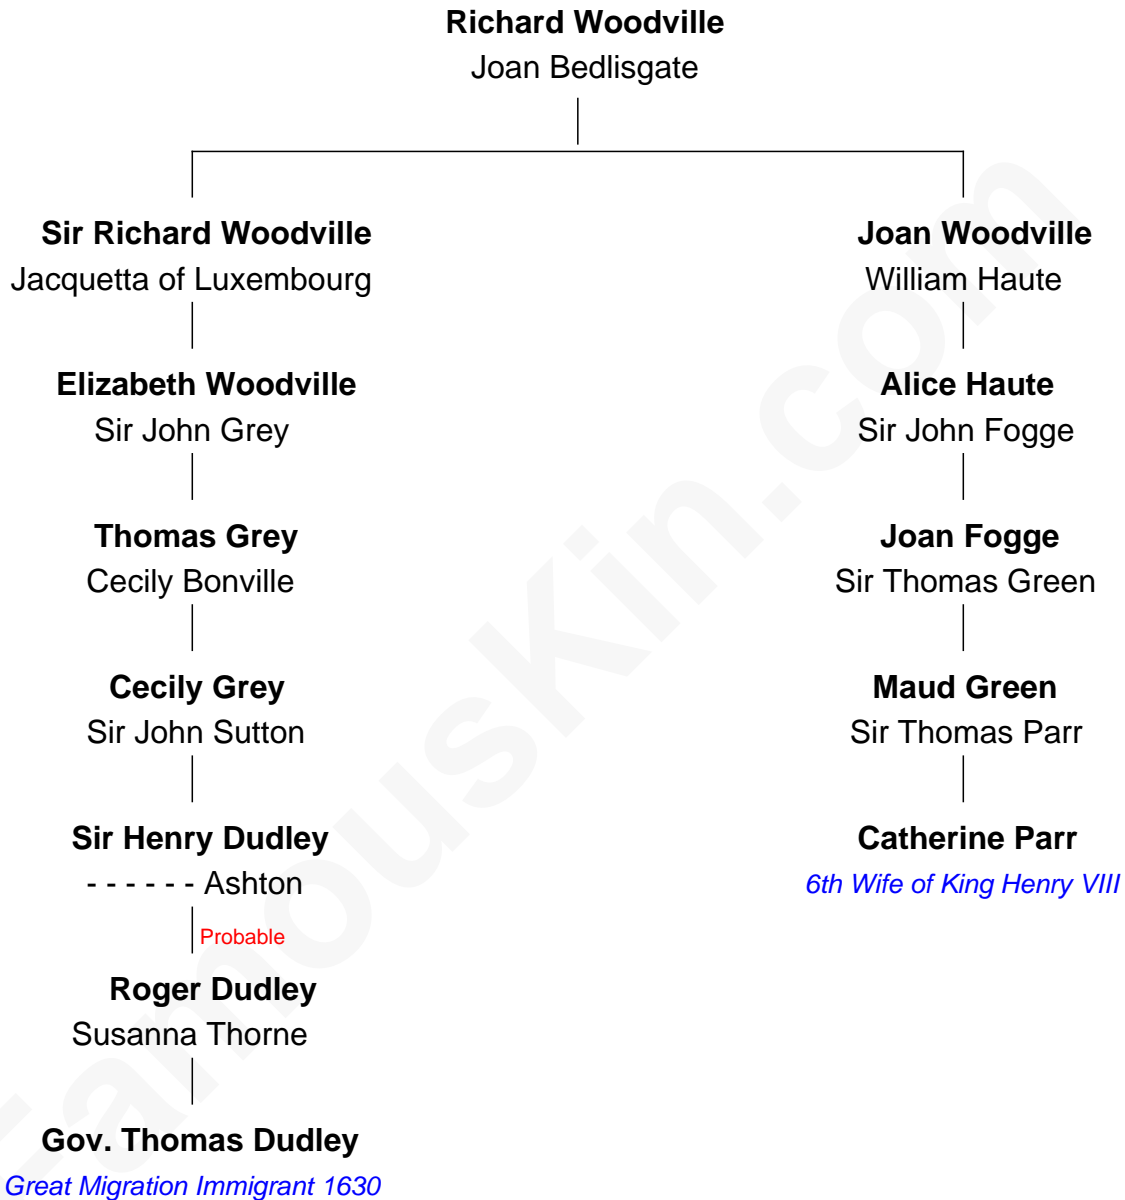 Richard Woodville
Joan Bedlisgate
Sir Richard Woodville
Jacquetta of Luxembourg
Joan Woodville
William Haute
Elizabeth Woodville
Sir John Grey
Alice Haute
Sir John Fogge
Thomas Grey
Cecily Bonville
Joan Fogge
Sir Thomas Green
Cecily Grey
Sir John Sutton
Maud Green
Sir Thomas Parr
Sir Henry Dudley
- - - - - - Ashton
Catherine Parr
6th Wife of King Henry VIII
Probable
Roger Dudley
Susanna Thorne
Gov. Thomas Dudley
Great Migration Immigrant 1630
FamousKin.com